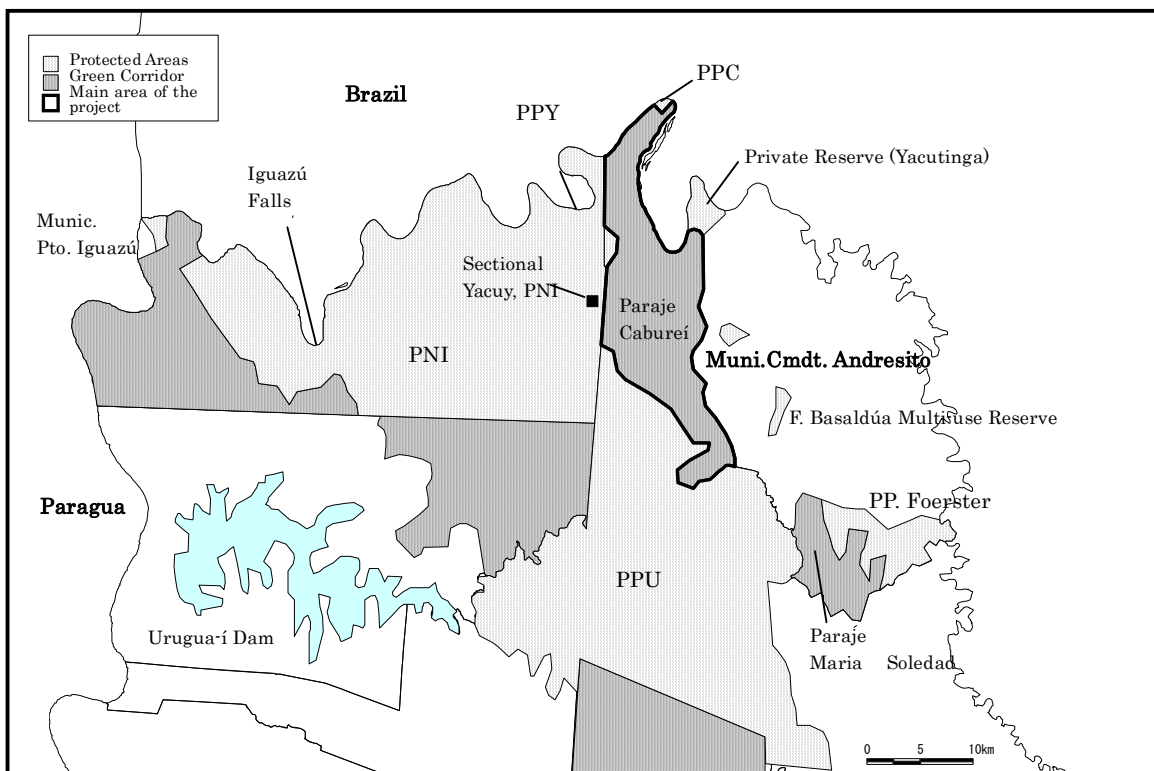 Protected Areas
Green Corridor
Main area of the
project
Brazil
PPC
PPY
Private Reserve (Yacutinga)
Iguazú
Falls
Munic.
Pto. Iguazú
Sectional
Yacuy, PNI
Paraje
Cabureí
PNI
Muni.Cmdt. Andresito
F. Basaldúa Multisuse Reserve
Paragua
PP. Foerster
PPU
Urugua-í Dam
Paraje
Maria Soledad
0 5 10km